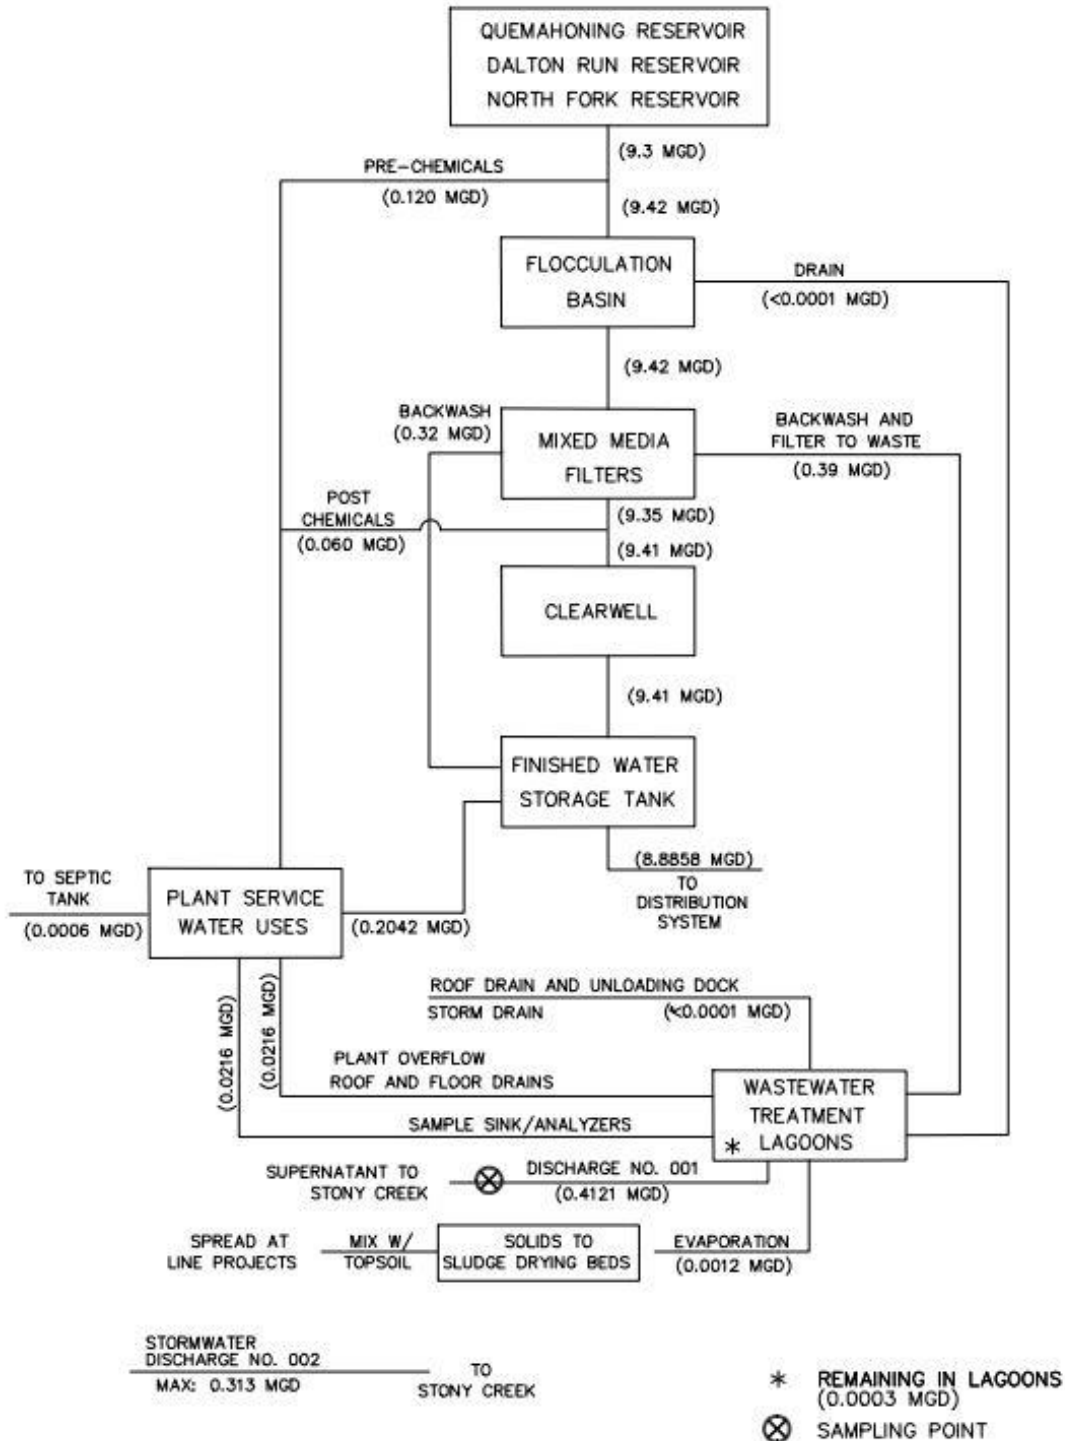 QUEMAHONING RESERVOIR
DALTON RUN RESERVOIR
NORTH FORK RESERVOIR
(9.3 MGD)
PRE-CHEMICALS
(0.120 MGD)
(9.42 MGD)
FLOCCULATION
BASIN
DRAIN
(<0.0001 MGD)
(9.42 MGD)
BACKWASH
(0.32 MGD)
MIXED MEDIA
FILTERS
BACKWASH AND
FILTER TO WASTE
(0.39 MGD)
POST
CHEMICALS
(0.060 MGD)
(9.35 MGD)
(9.41 MGD)
CLEARWELL
(9.41 MGD)
FINISHED WATER
STORAGE TANK
(8.8858 MGD)
TO
DISTRIBUTION
SYSTEM
TO SEPTIC
TANK
(0.0006 MGD)
PLANT SERVICE
WATER USES
(0.2042 MGD)
(0.0216 MGD)
(0.0216 MGD)
ROOF DRAIN AND UNLOADING DOCK
STORM DRAIN (<0.0001 MGD)
PLANT OVERFLOW
ROOF AND FLOOR DRAINS
SAMPLE SINK/ANALYZERS
WASTEWATER
TREATMENT
* LAGOONS
SUPERNATANT TO
STONY CREEK
DISCHARGE NO. 001
(0.4121 MGD)
SPREAD AT
LINE PROJECTS
MIX W/
TOPSOIL
SOLIDS TO
SLUDGE DRYING BEDS
EVAPORATION
(0.0012 MGD)
STORMWATER
DISCHARGE NO. 002
MAX: 0.313 MGD
TO
STONY CREEK
* REMAINING IN LAGOONS
(0.0003 MGD)
SAMPLING POINT